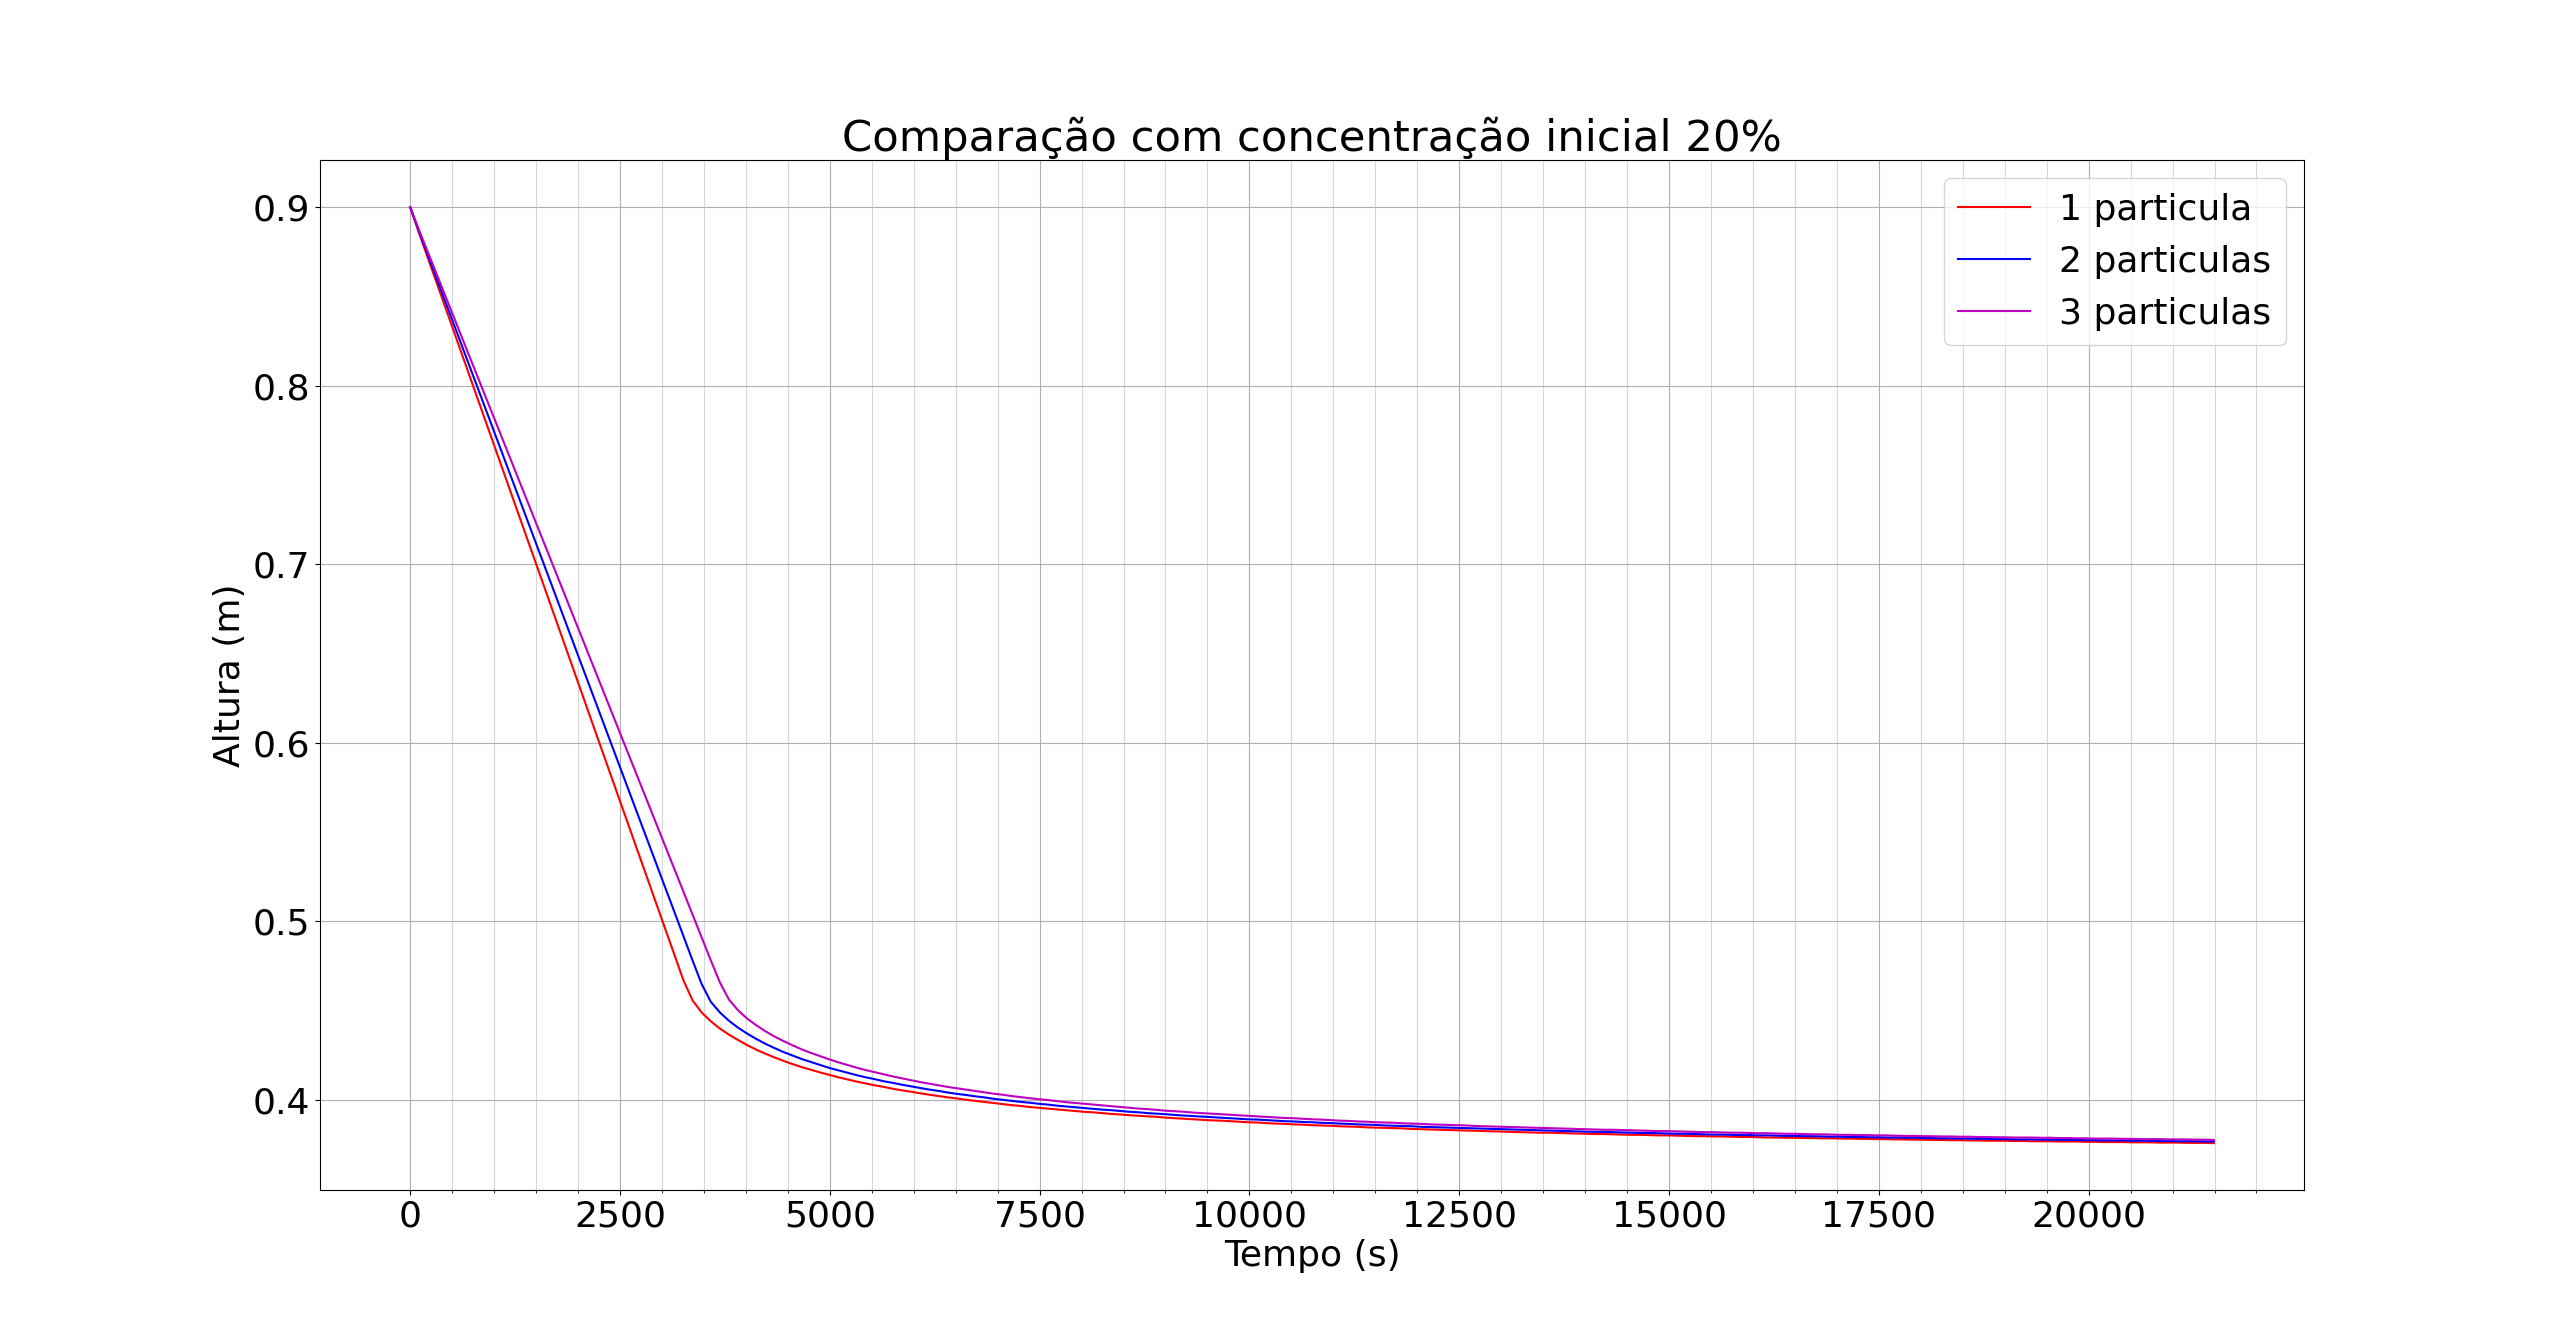 Comparação com concentração inicial 20%
1 particula
2 particulas
3 particulas
Altura (m)
0.9
0.8
0.7
0.6
0.5
0.4
0 2500 5000 7500 10000 12500 15000 17500 20000
Tempo (s)